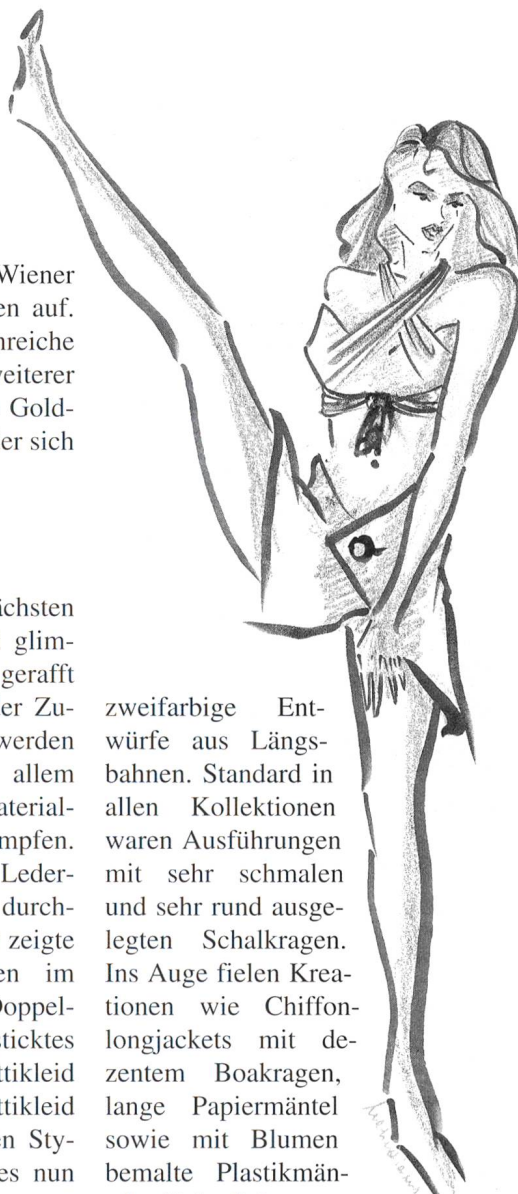 Wiener
en auf.
nreiche
weiterer
Gold-
er sich
ächsten
glim-
gerafft
er Zu-
werden
allem
aterial-
mpfen.
Leder-
durch-
zeigte
en im
Doppel-
sticktes
ttikleid
ttikleid
en Sty-
es nun
zweifarbige Ent-
würfe aus Längs-
bahnen. Standard in
allen Kollektionen
waren Ausführungen
mit sehr schmalen
und sehr rund ausge-
legten Schalkragen.
Ins Auge fielen Krea-
tionen wie Chiffon-
longjackets mit de-
zentem Boakragen,
lange Papiermäntel
sowie mit Blumen
bemalte Plastikmän-